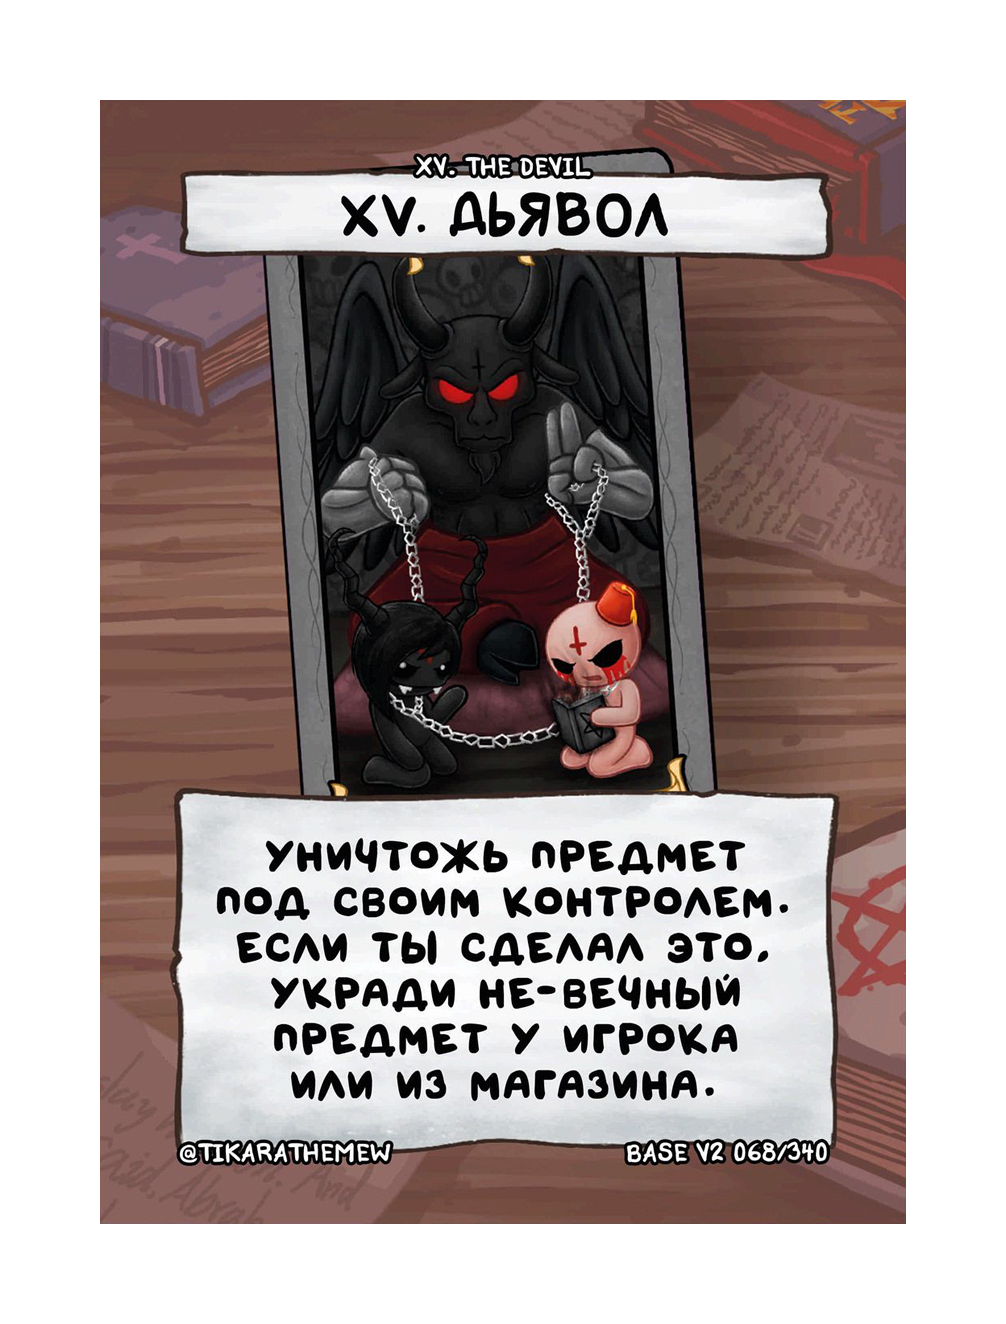 XV. THE DEVIL
XV. ДЬЯВОЛ
УНИЧТОЖЬ ПРЕДМЕТ
ПОД СВОИМ КОНТРОЛЕМ.
ЕСЛИ ТЫ СДЕЛАЛ ЭТО,
УКРАДИ НЕ-ВЕЧНЫЙ
ПРЕДМЕТ У ИГРОКА
ИЛИ ИЗ МАГАЗИНА.
@TIKARATHEMEW
BASE V2 068/340